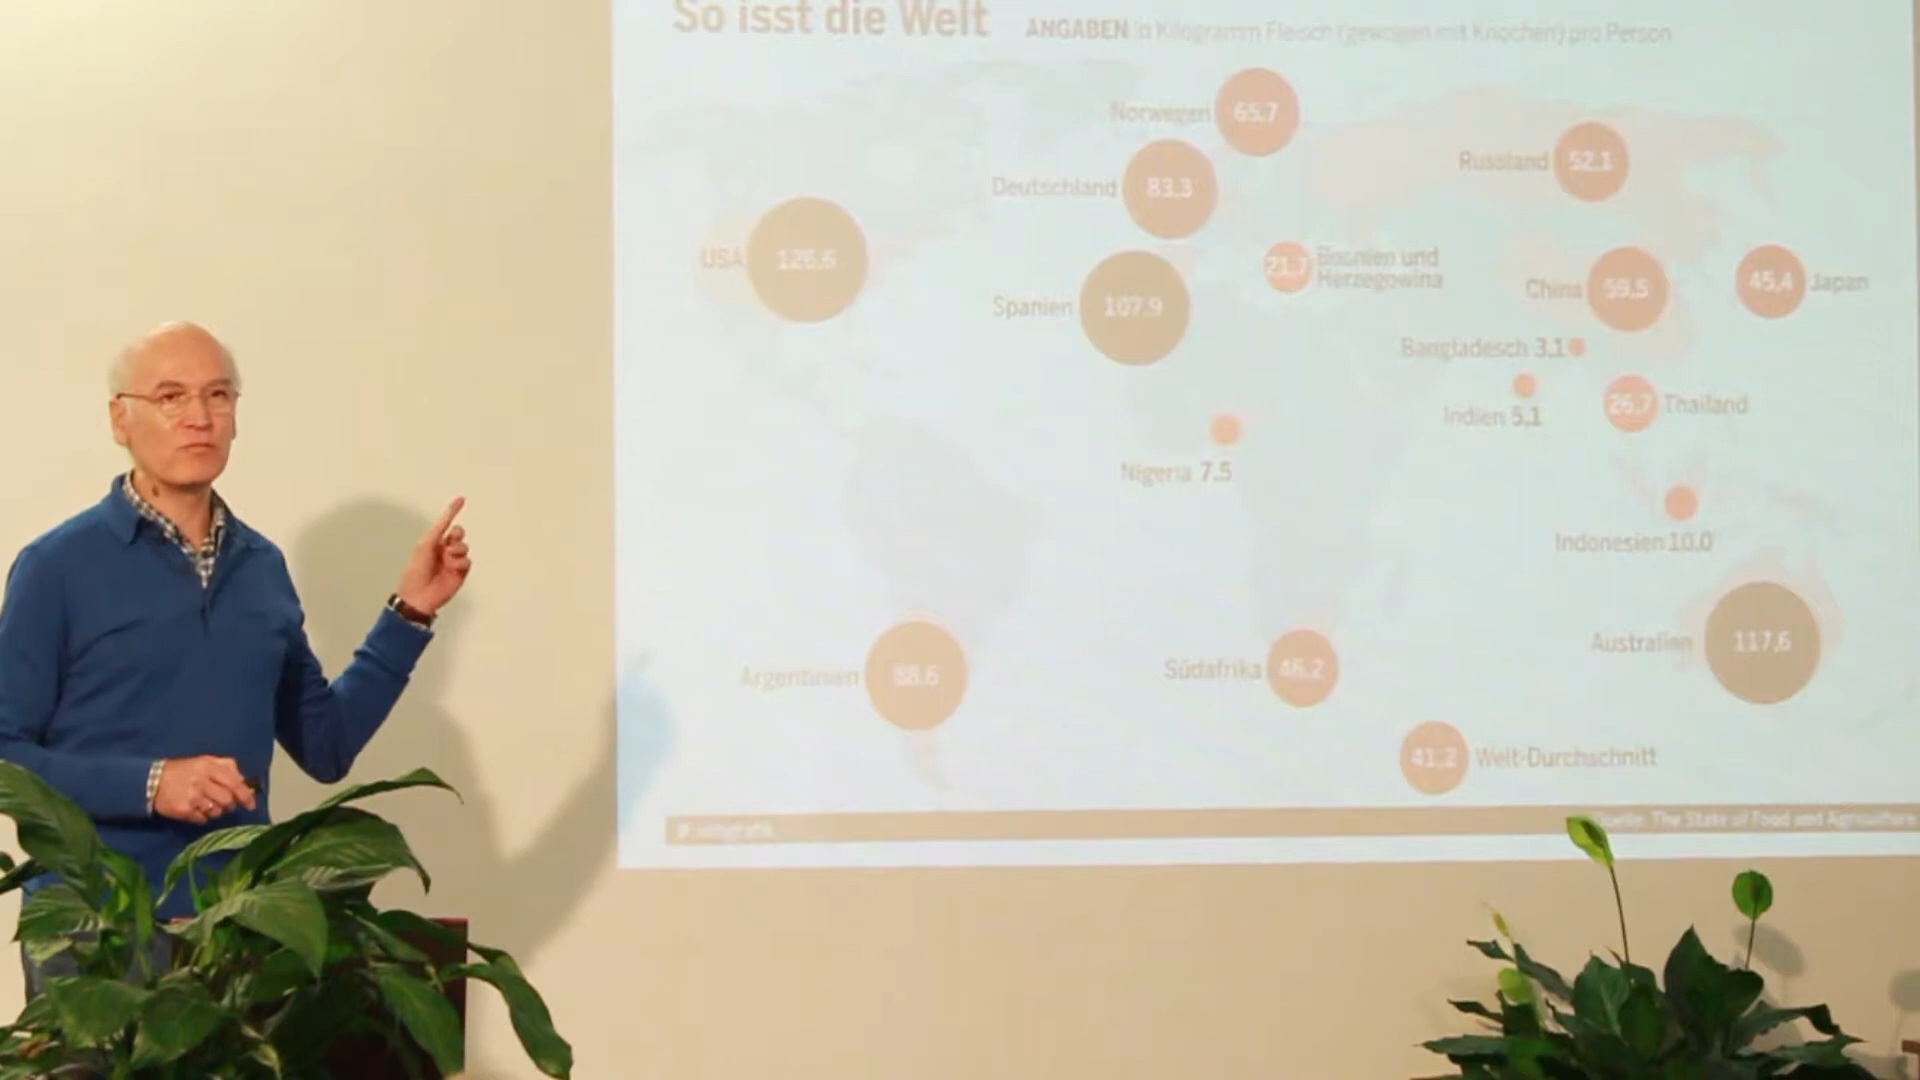 So isst die Welt ANGABEN in Kilogramm Fleisch (gewogen mit Knochen) pro Person
Norwegen 65.7
Russland 52.1
Deutschland 83.3
USA 126.6
Bosnien und
21.7
Herzegowina
China 59.5
45.4 Japan
Spanien 107.9
Bangladesch 3.1
26.7 Thailand
Indien 5.1
Nigeria 7.5
Indonesien 10.0
Australien 117,6
Argentinien 88.6
Südafrika 46.2
41.2 Welt-Durchschnitt
Quelle: The State of Food and Agriculture